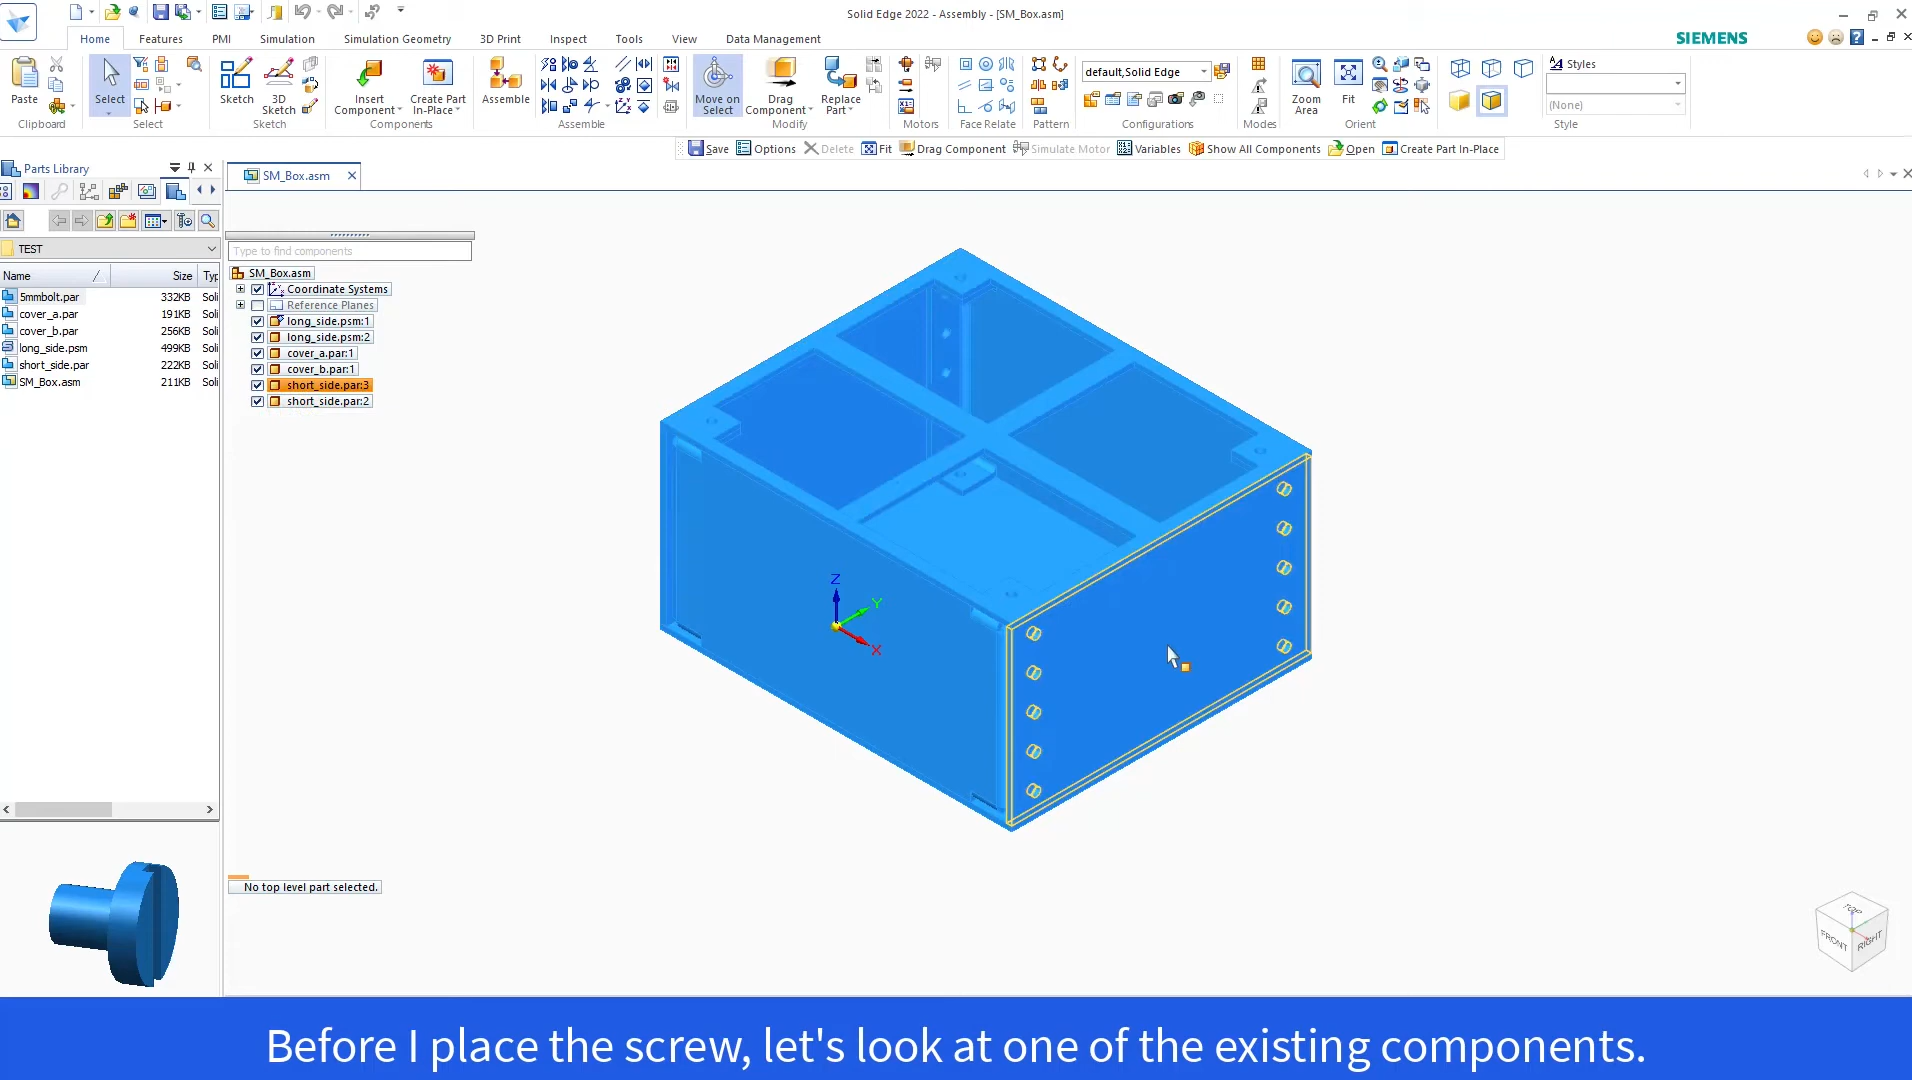 Solid Edge 2022 - Assembly - [SM_Box.asm]
Home
Features
PMI
Simulation
Simulation Geometry
3D Print
Inspect
Tools
View
Data Management
SIEMENS
Paste
Clipboard
Select
Select
Sketch
3D
Sketch
Sketch
Insert
Component
Create Part
In-Place
Components
Assemble
Assemble
Move on
Select
Drag
Component
Replace
Part
Modify
Motors
Face Relate
Pattern
default,Solid Edge
Configurations
Modes
Zoom
Area
Fit
Orient
Styles
(None)
Style
Save
Options
Delete
Fit
Drag Component
Simulate Motor
Variables
Show All Components
Open
Create Part In-Place
Parts Library
SM_Box.asm
TEST
Name
Size
Typ
5mmbolt.par 332KB Soli
cover_a.par 191KB Soli
cover_b.par 256KB Soli
long_side.psm 499KB Soli
short_side.par 222KB Soli
SM_Box.asm 211KB Soli
Type to find components
SM_Box.asm
Coordinate Systems
Reference Planes
long_side.psm:1
long_side.psm:2
cover_a.par:1
cover_b.par:1
short_side.par:3
short_side.par:2
Z
Y
X
No top level part selected.
TOP
FRONT
RIGHT
Before I place the screw, let's look at one of the existing components.